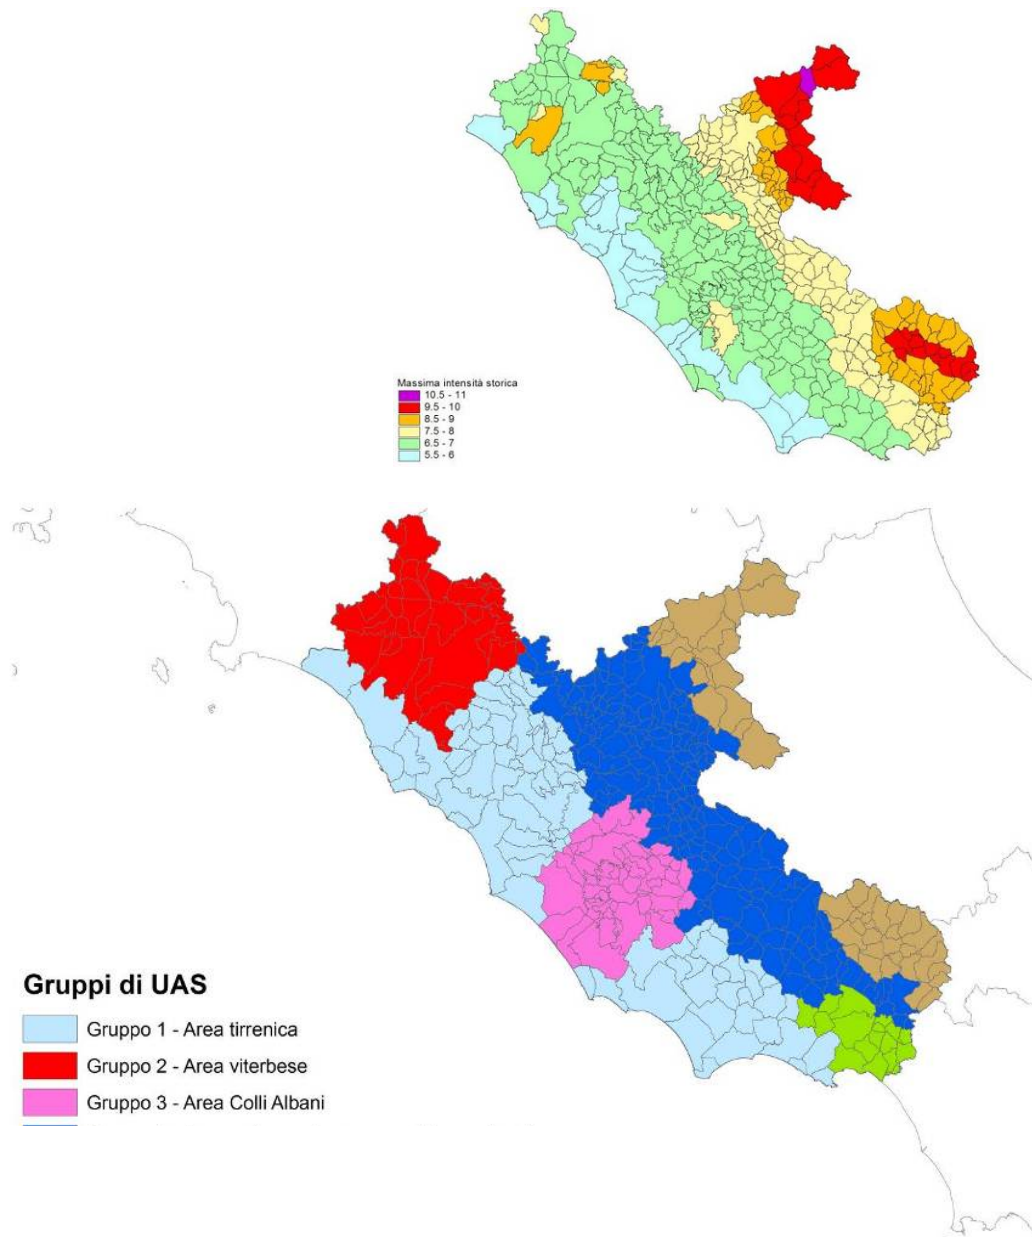 Massima intensità storica
10.5 - 11
9.5 - 10
8.5 - 9
7.5 - 8
6.5 - 7
5.5 - 6
Gruppi di UAS
Gruppo 1 - Area tirrenica
Gruppo 2 - Area viterbese
Gruppo 3 - Area Colli Albani